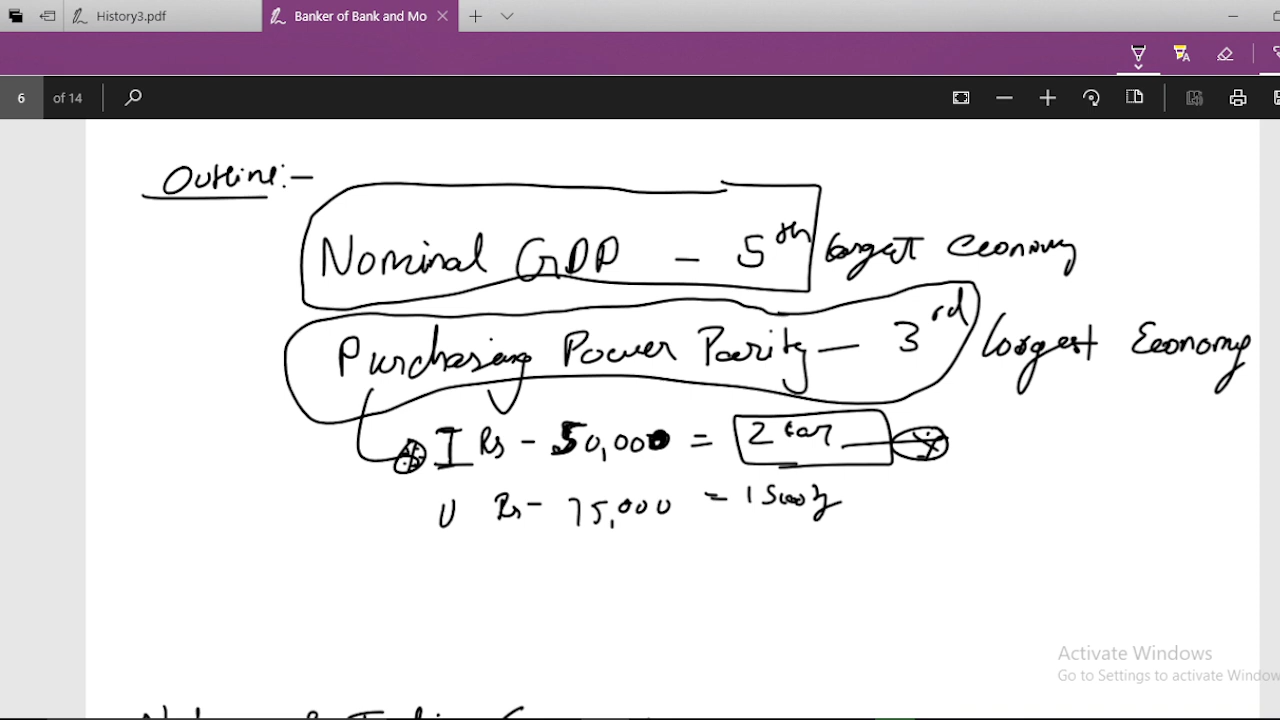 History3.pdf
Banker of Bank and Mo
6 of 14
Outline:-
Nominal GDP - 5th largest economy
Purchasing Power Parity - 3rd largest Economy
I Rs - 50,000 = 2 car
U Rs - 75,000 =
Activate Windows
Go to Settings to activate Window